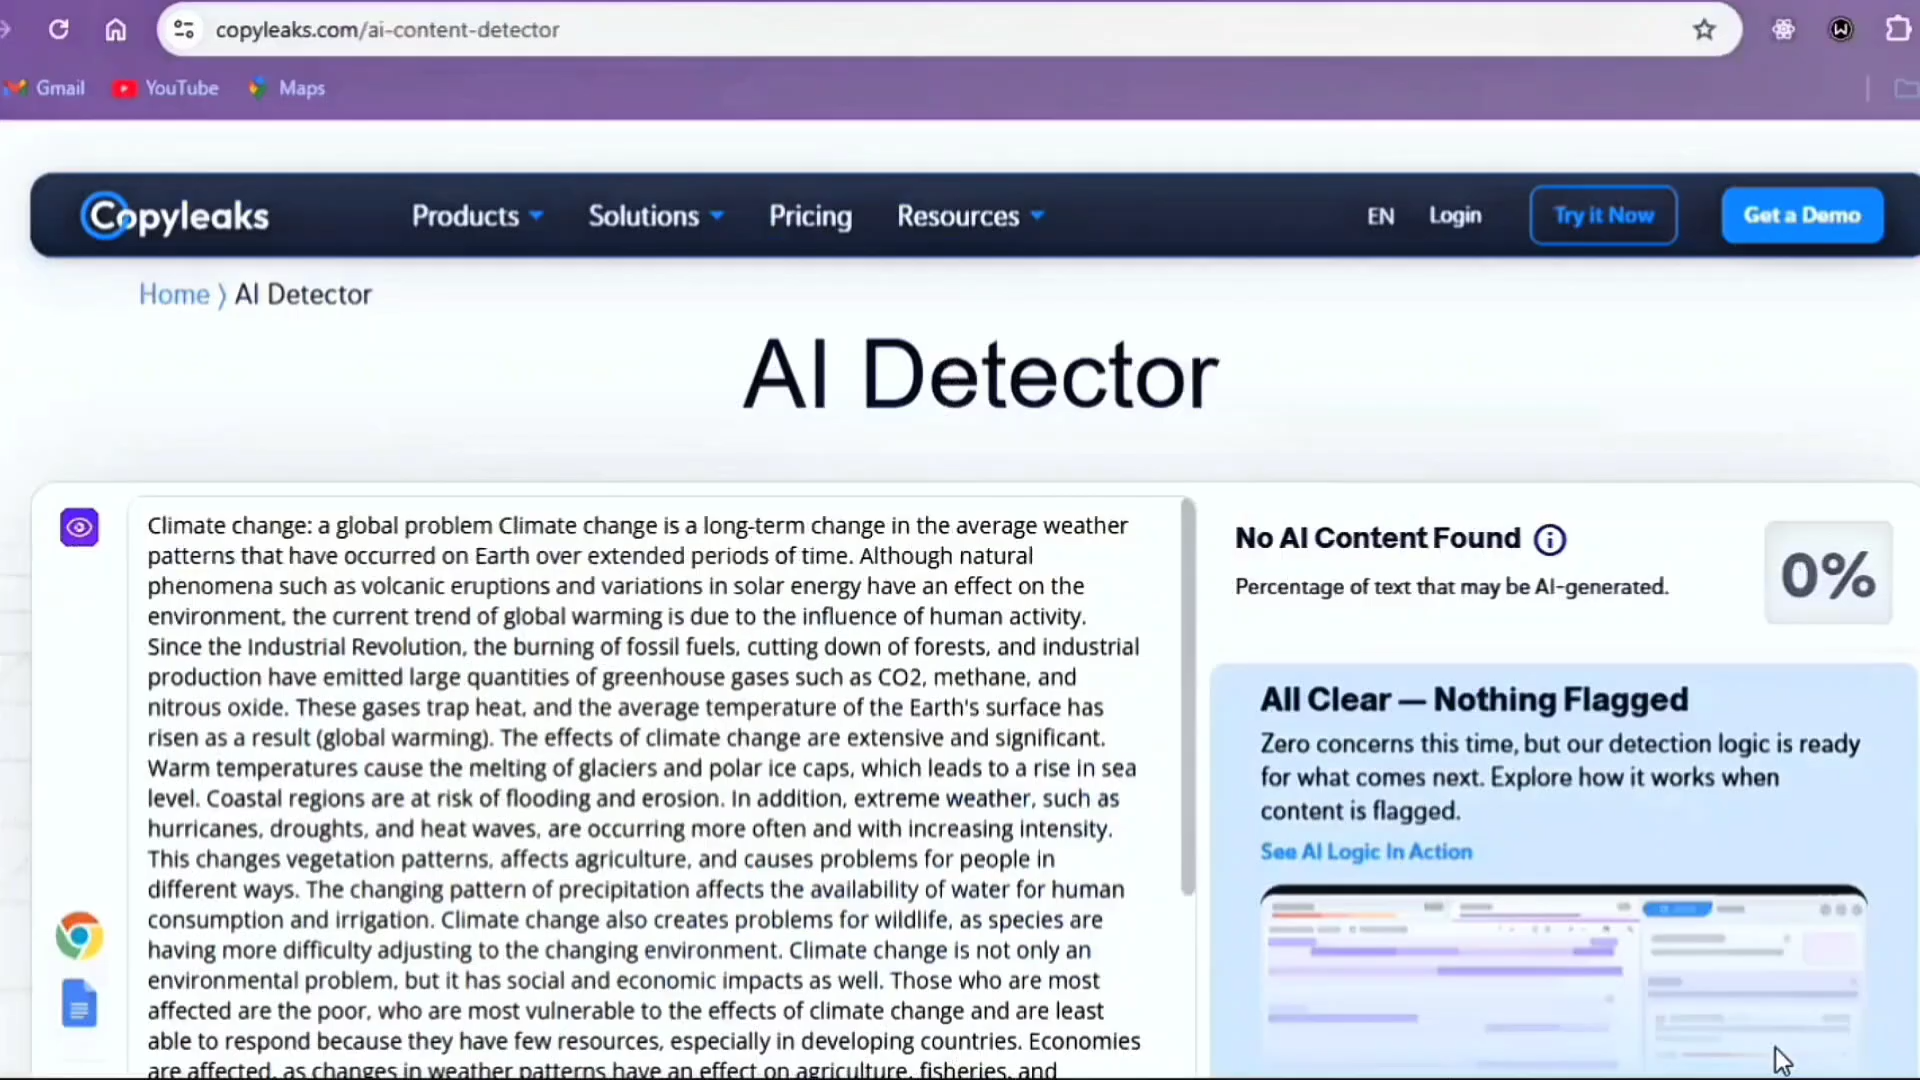 copyleaks.com/ai-content-detector
Gmail YouTube Maps
Copyleaks Products Solutions Pricing Resources EN Login Try it Now Get a Demo
Home ⟩ AI Detector
AI Detector
Climate change: a global problem Climate change is a long-term change in the average weather
patterns that have occurred on Earth over extended periods of time. Although natural
phenomena such as volcanic eruptions and variations in solar energy have an effect on the
environment, the current trend of global warming is due to the influence of human activity.
Since the Industrial Revolution, the burning of fossil fuels, cutting down of forests, and industrial
production have emitted large quantities of greenhouse gases such as CO2, methane, and
nitrous oxide. These gases trap heat, and the average temperature of the Earth's surface has
risen as a result (global warming). The effects of climate change are extensive and significant.
Warm temperatures cause the melting of glaciers and polar ice caps, which leads to a rise in sea
level. Coastal regions are at risk of flooding and erosion. In addition, extreme weather, such as
hurricanes, droughts, and heat waves, are occurring more often and with increasing intensity.
This changes vegetation patterns, affects agriculture, and causes problems for people in
different ways. The changing pattern of precipitation affects the availability of water for human
consumption and irrigation. Climate change also creates problems for wildlife, as species are
having more difficulty adjusting to the changing environment. Climate change is not only an
environmental problem, but it has social and economic impacts as well. Those who are most
affected are the poor, who are most vulnerable to the effects of climate change and are least
able to respond because they have few resources, especially in developing countries. Economies
are affected, as changes in weather patterns have an effect on agriculture, fisheries, and
No AI Content Found
0%
Percentage of text that may be AI-generated.
All Clear — Nothing Flagged
Zero concerns this time, but our detection logic is ready
for what comes next. Explore how it works when
content is flagged.
See AI Logic In Action